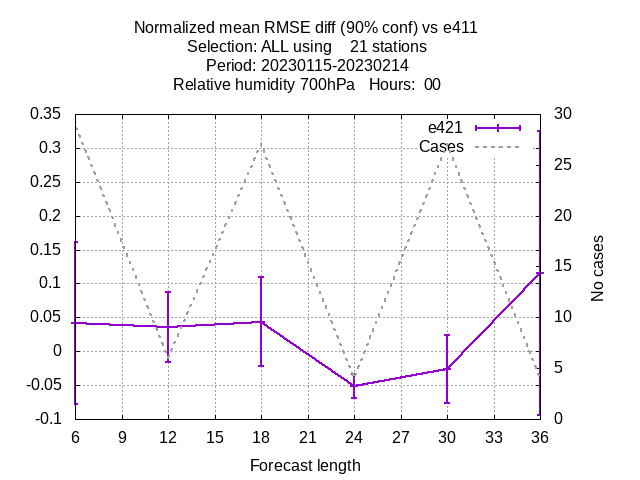 Normalized mean RMSE diff (90% conf) vs e411
Selection: ALL using    21 stations
Period: 20230115-20230214
Relative humidity 700hPa   Hours:  00
0.35
0.3
0.25
0.2
0.15
0.1
0.05
0
-0.05
-0.1
e421
Cases
30
25
20
15
10
5
0
No cases
6 9 12 15 18 21 24 27 30 33 36
Forecast length